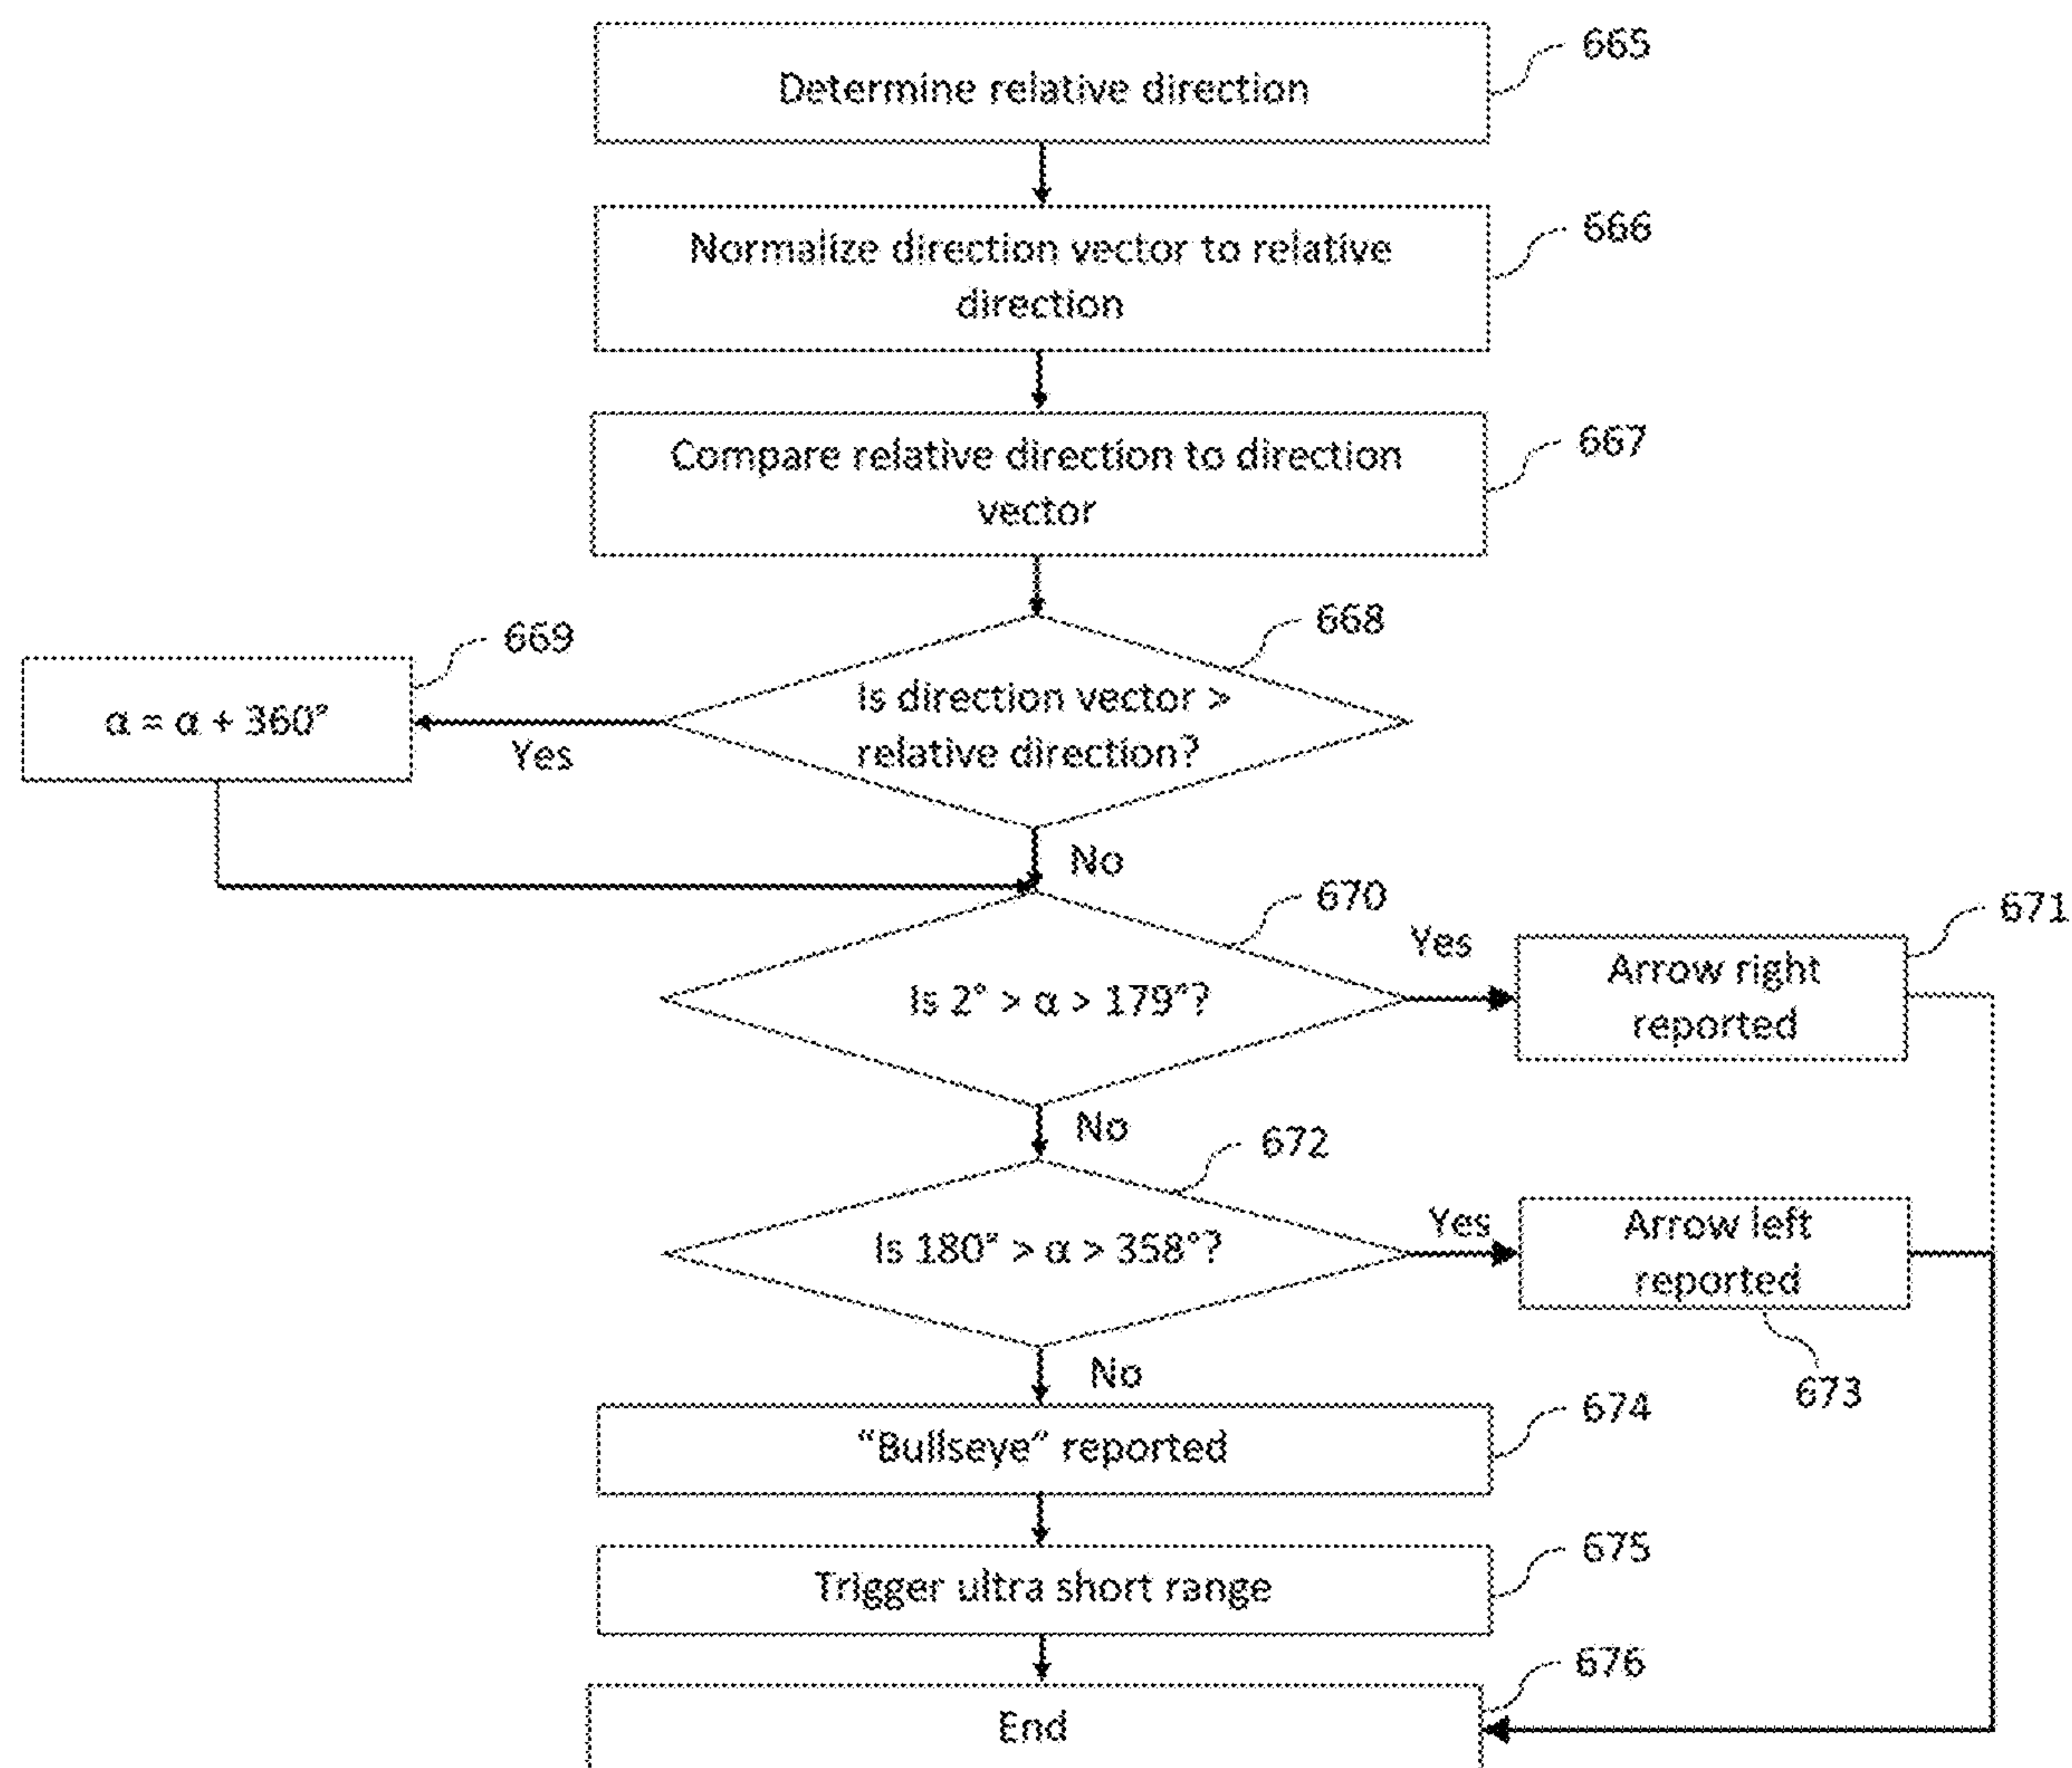 Determine relative direction
665
Normalize direction vector to relative
direction
666
Compare relative direction to direction
vector
667
668
669
Is direction vector >
relative direction?
α = α + 360°
Yes
No
670
671
Yes
Is 2° > α > 179°?
Arrow right
reported
No
672
Yes
Is 180° > α > 358°?
Arrow left
reported
673
No
674
“Bullseye” reported
675
Trigger ultra short range
676
End